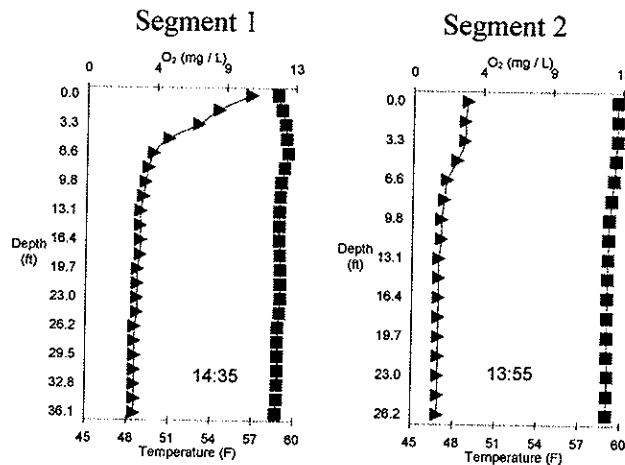 Segment 1
O₂ (mg / L)
0 4 9 13
0.0
3.3
6.6
9.8
13.1
16.4
19.7
23.0
26.2
29.5
32.8
36.1
Depth
(ft)
14:35
45 48 51 54 57 60
Temperature (F)
Segment 2
O₂ (mg / L)
0 4 9 1
0.0
3.3
6.6
9.8
13.1
16.4
19.7
23.0
26.2
Depth
(ft)
13:55
45 48 51 54 57 60
Temperature (F)